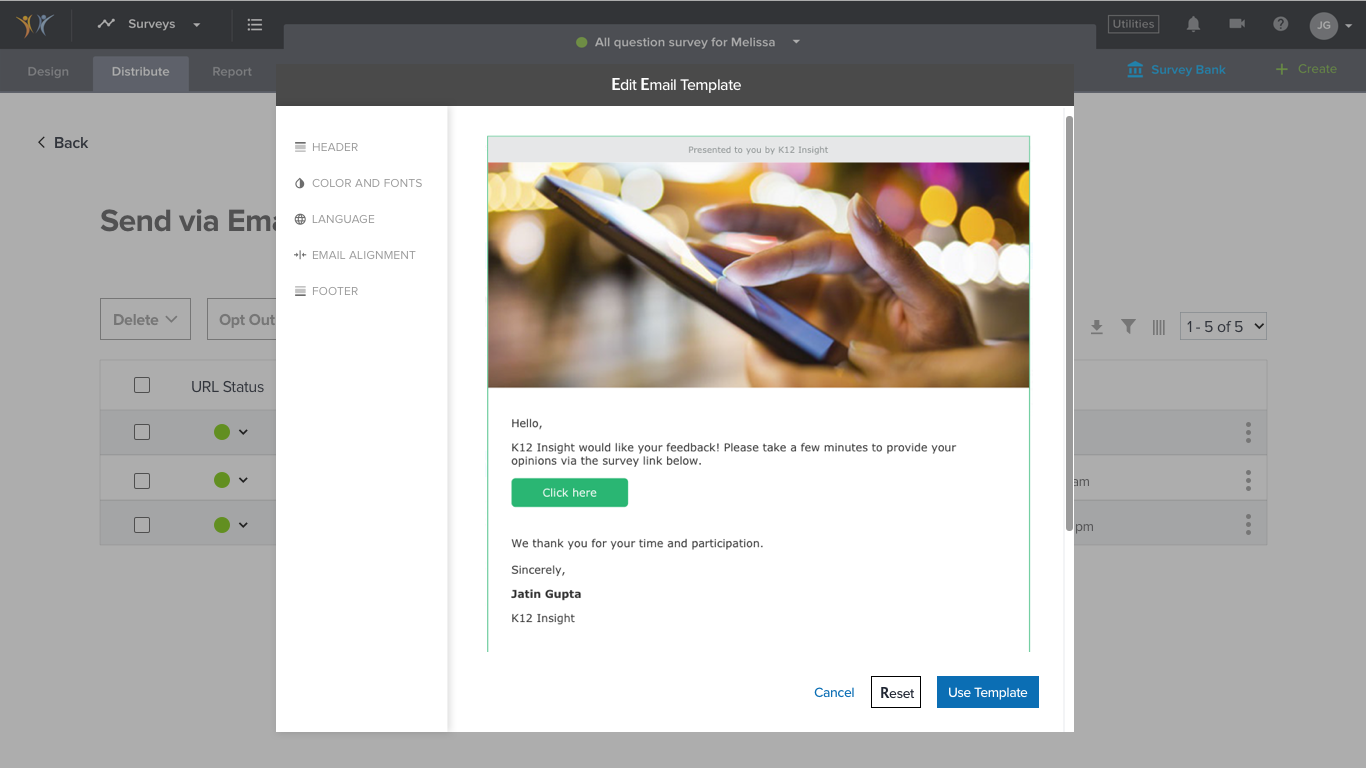 Surveys
All question survey for Melissa
Utilities
JG
Design
Distribute
Report
Survey Bank
+ Create
Edit Email Template
Back
HEADER
COLOR AND FONTS
LANGUAGE
EMAIL ALIGNMENT
FOOTER
Presented to you by K12 Insight
Send via Ema
Delete
Opt Out
1 - 5 of 5
URL Status
am
pm
Hello,
K12 Insight would like your feedback! Please take a few minutes to provide your
opinions via the survey link below.
Click here
We thank you for your time and participation.
Sincerely,
Jatin Gupta
K12 Insight
Cancel
Reset
Use Template